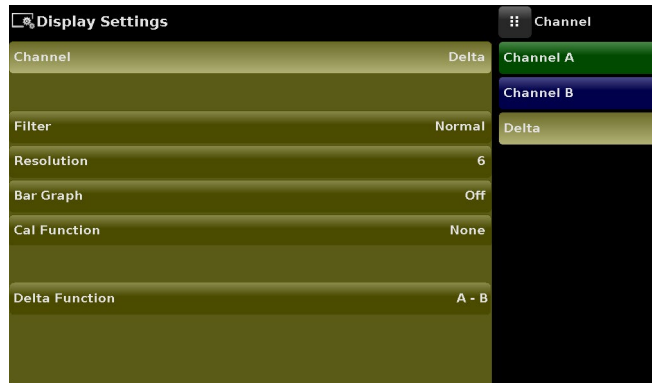 Display Settings
Channel Delta
Filter Normal
Resolution 6
Bar Graph Off
Cal Function None
Delta Function A - B
Channel
Channel A
Channel B
Delta